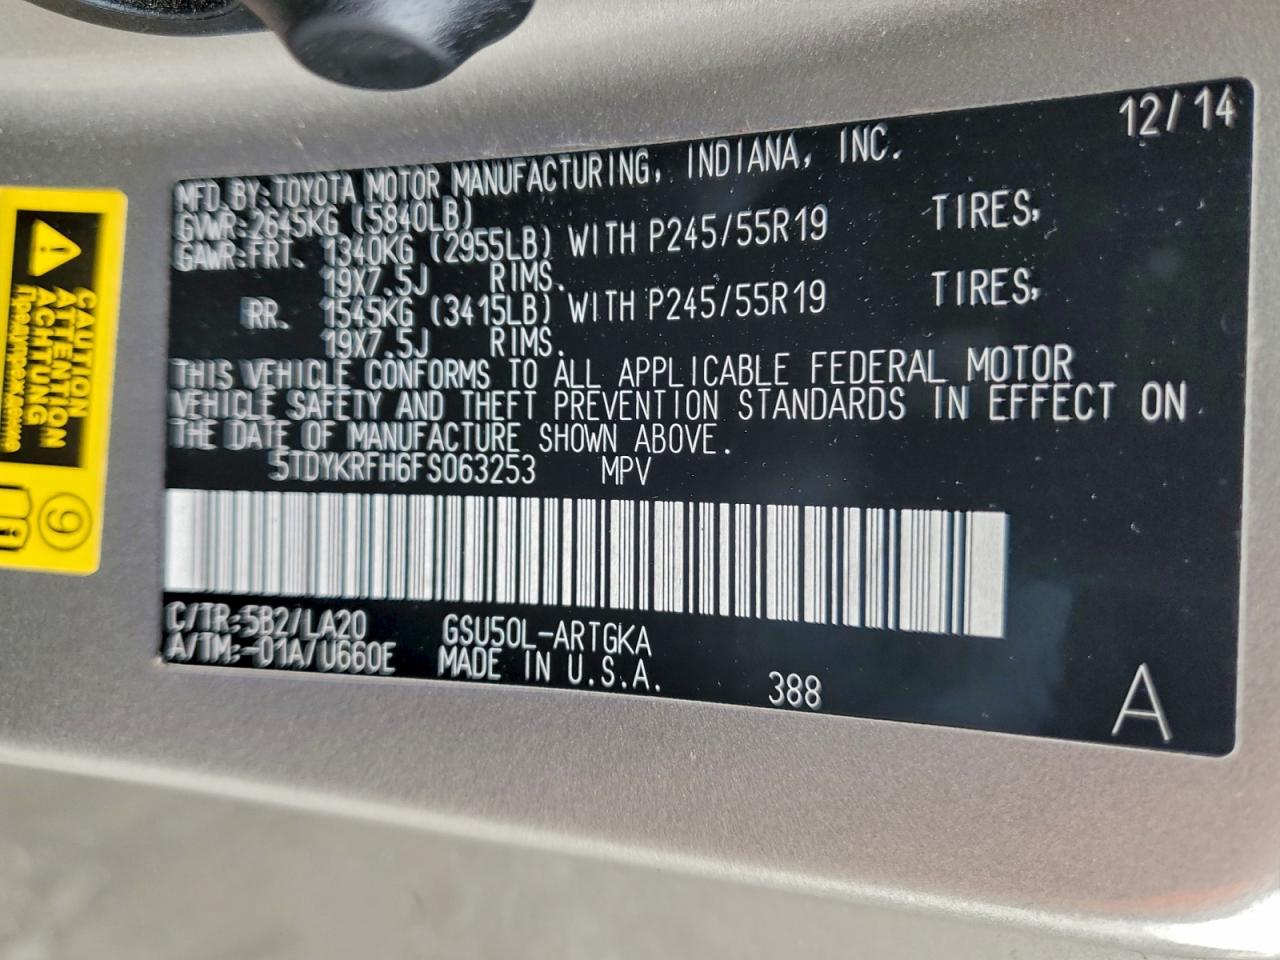 12/14
MFD.BY:TOYOTA MOTOR MANUFACTURING, INDIANA, INC.
GVWR:2645KG (5840LB)
GAWR:FRT. 1340KG (2955LB) WITH P245/55R19 TIRES,
19X7.5J RIMS.
RR. 1545KG (3415LB) WITH P245/55R19 TIRES,
19X7.5J RIMS.
THIS VEHICLE CONFORMS TO ALL APPLICABLE FEDERAL MOTOR
VEHICLE SAFETY AND THEFT PREVENTION STANDARDS IN EFFECT ON
THE DATE OF MANUFACTURE SHOWN ABOVE.
5TDYKRFH6FS063253 MPV
C/TR:5B2/LA20 GSU50L-ARTGKA
A/TM:-01A/U660E MADE IN U.S.A.
388
A
CAUTION
ATTENTION
ACHTUNG
9